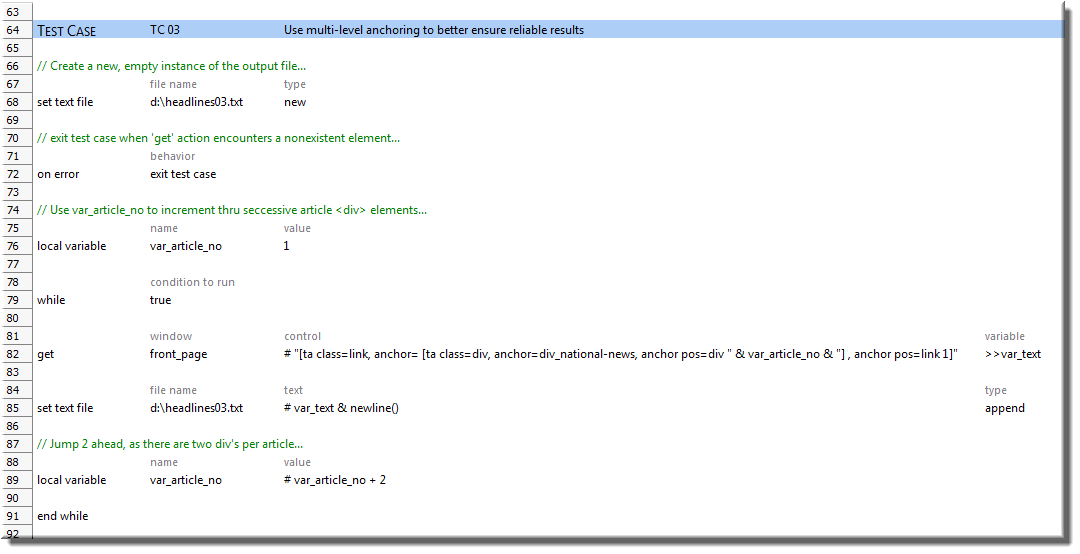 63
64 TEST CASE TC 03 Use multi-level anchoring to better ensure reliable results
65
66 // Create a new, empty instance of the output file...
67 file name type
68 set text file d:\headlines03.txt new
69
70 // exit test case when 'get' action encounters a nonexistent element...
71 behavior
72 on error exit test case
73
74 // Use var_article_no to increment thru seccessive article <div> elements...
75 name value
76 local variable var_article_no 1
77
78 condition to run
79 while true
80
81 window control variable
82 get front_page # "[ta class=link, anchor= [ta class=div, anchor=div_national-news, anchor pos=div " & var_article_no & "] , anchor pos=link 1]" >>var_text
83
84 file name text type
85 set text file d:\headlines03.txt # var_text & newline() append
86
87 // Jump 2 ahead, as there are two div's per article...
88 name value
89 local variable var_article_no # var_article_no + 2
90
91 end while
92